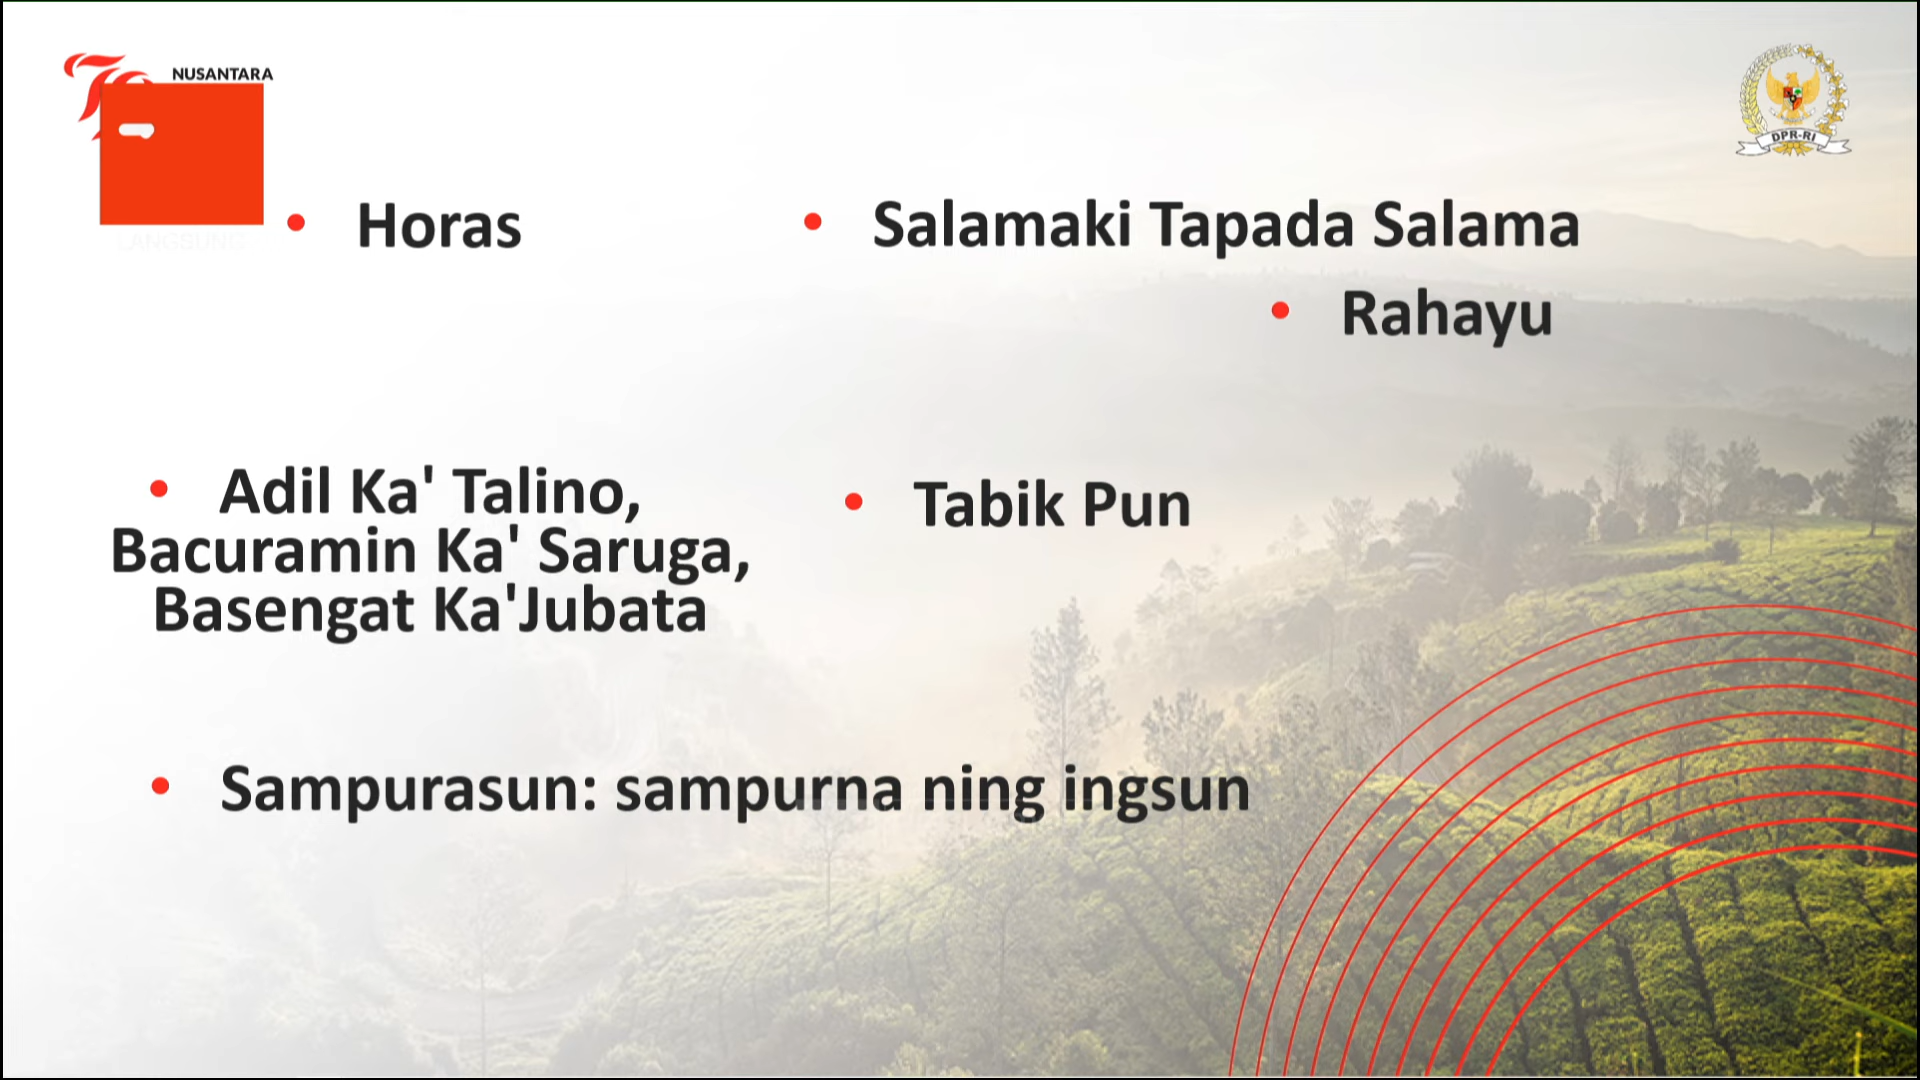 NUSANTARA
DPR-RI
LANGSUNG
• Horas
• Salamaki Tapada Salama
• Rahayu
• Adil Ka' Talino,
Bacuramin Ka' Saruga,
Basengat Ka'Jubata
• Tabik Pun
• Sampurasun: sampurna ning ingsun